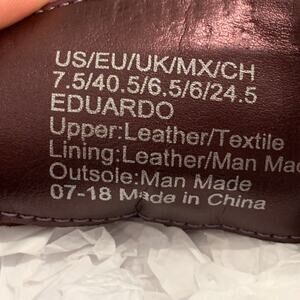 US/EU/UK/MX/CH
7.5/40.5/6.5/6/24.5
EDUARDO
Upper:Leather/Textile
Lining:Leather/Man Mad
Outsole:Man Made
07-18 Made in China